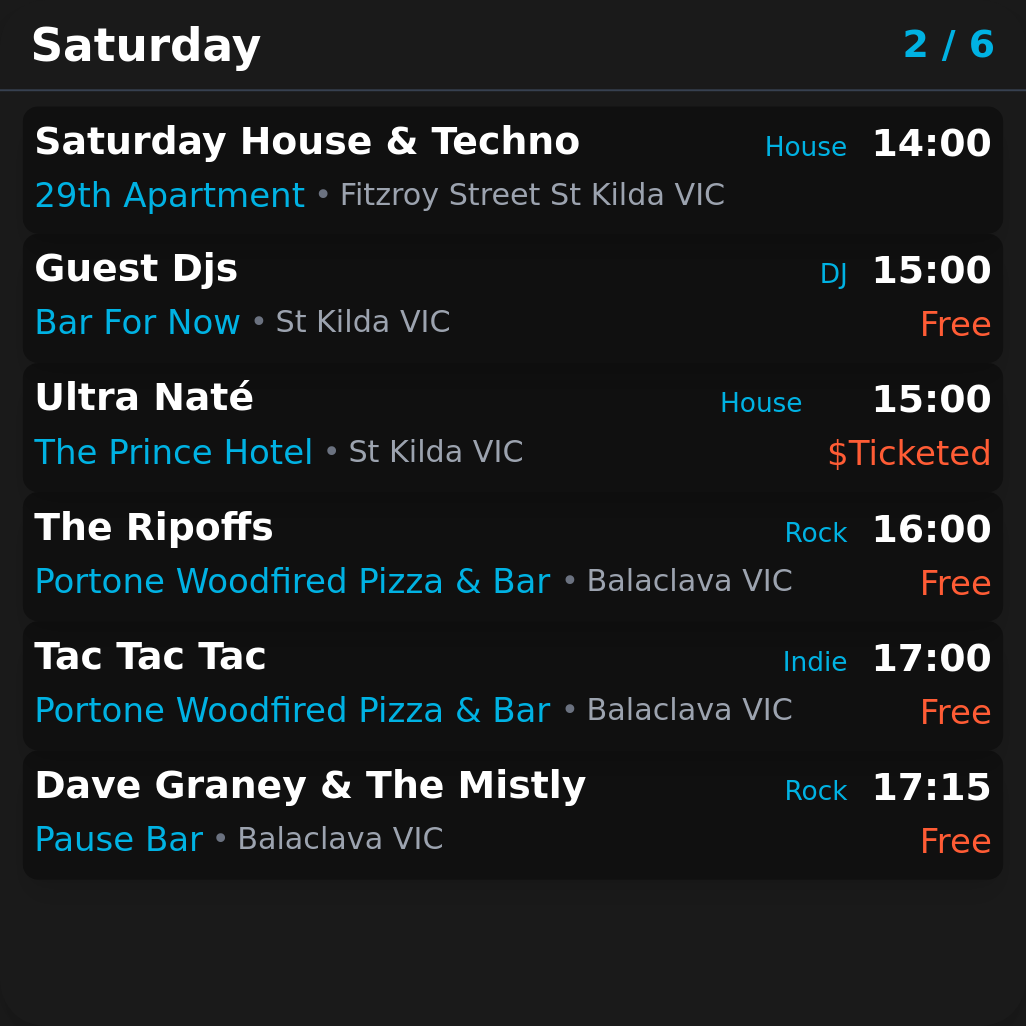 Saturday 2 / 6
Saturday House & Techno House 14:00
29th Apartment • Fitzroy Street St Kilda VIC
Guest Djs DJ 15:00
Bar For Now • St Kilda VIC Free
Ultra Naté House 15:00
The Prince Hotel • St Kilda VIC $Ticketed
The Ripoffs Rock 16:00
Portone Woodfired Pizza & Bar • Balaclava VIC Free
Tac Tac Tac Indie 17:00
Portone Woodfired Pizza & Bar • Balaclava VIC Free
Dave Graney & The Mistly Rock 17:15
Pause Bar • Balaclava VIC Free